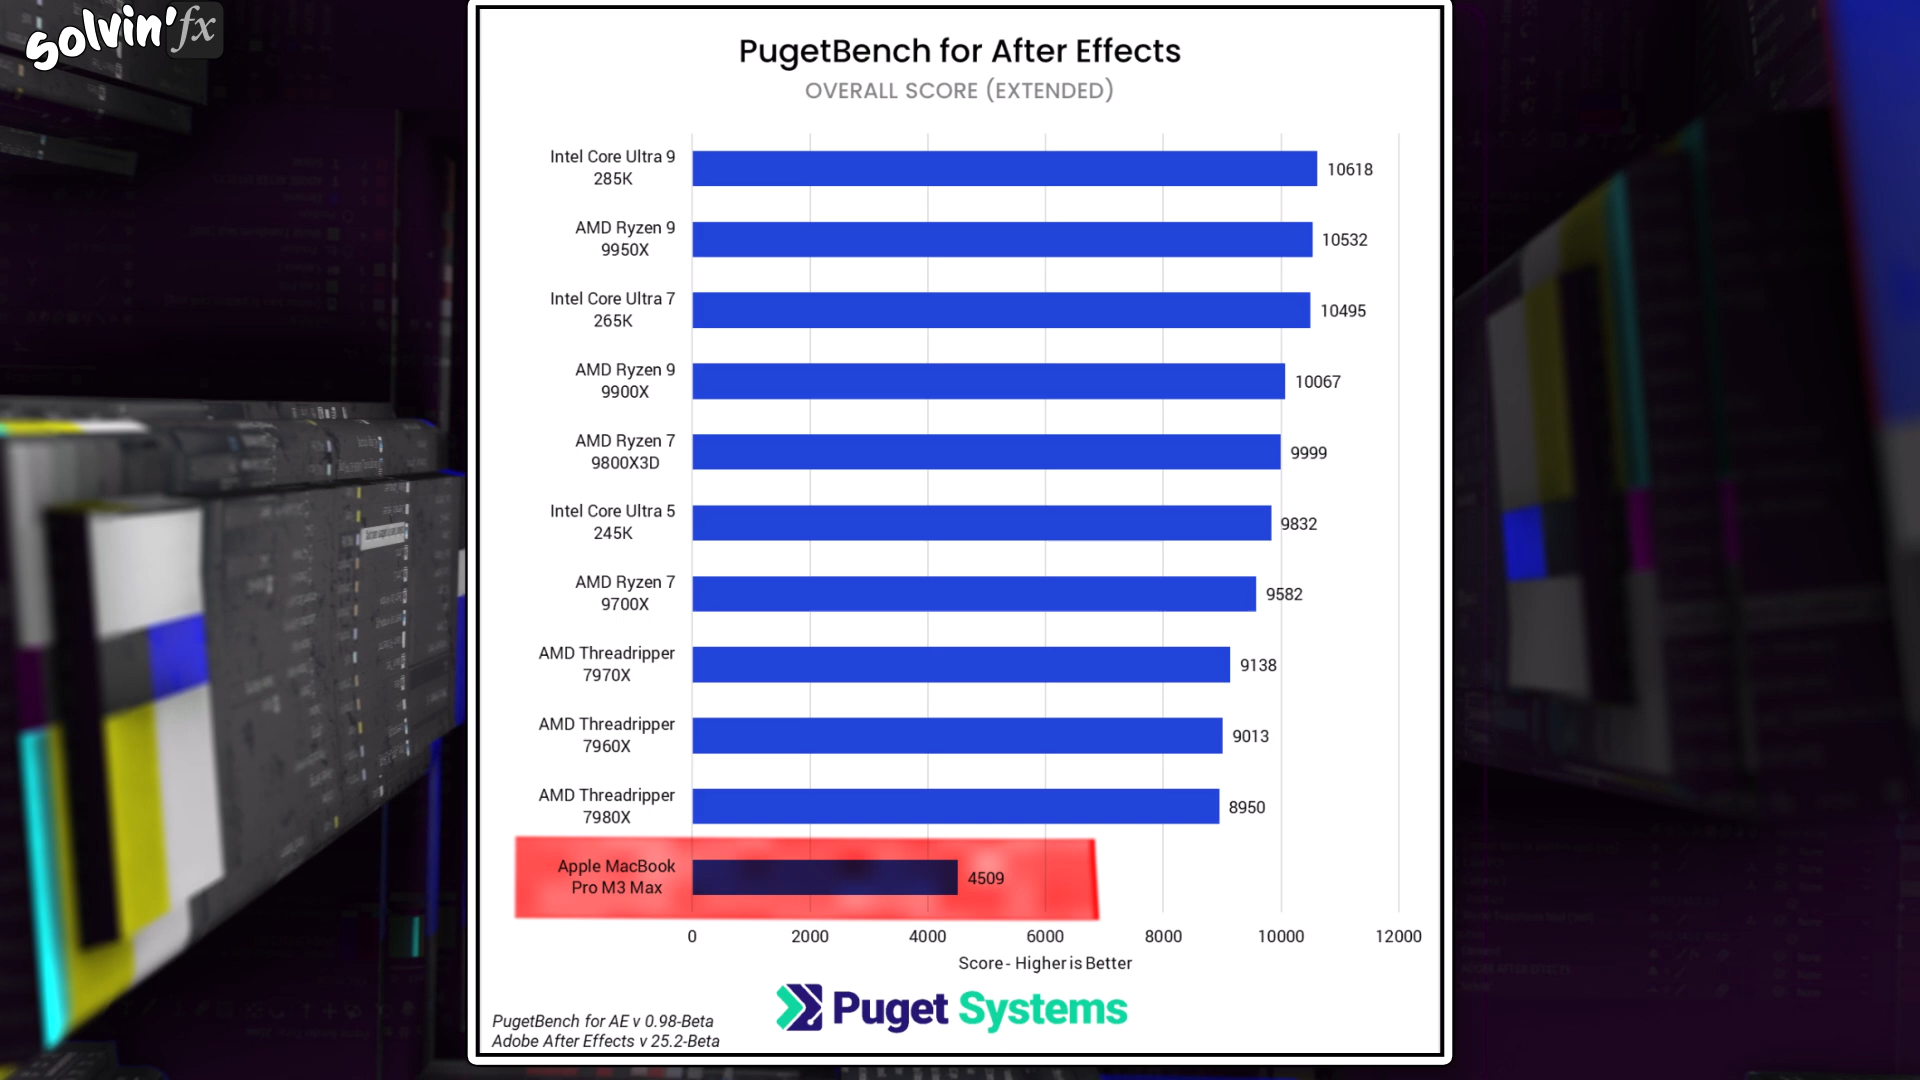 solvin'fx
PugetBench for After Effects
OVERALL SCORE (EXTENDED)
Intel Core Ultra 9
285K
10618
AMD Ryzen 9
9950X
10532
Intel Core Ultra 7
265K
10495
AMD Ryzen 9
9900X
10067
AMD Ryzen 7
9800X3D
9999
Intel Core Ultra 5
245K
9832
AMD Ryzen 7
9700X
9582
AMD Threadripper
7970X
9138
AMD Threadripper
7960X
9013
AMD Threadripper
7980X
8950
Apple MacBook
Pro M3 Max
4509
0 2000 4000 6000 8000 10000 12000
Score - Higher is Better
Puget Systems
PugetBench for AE v 0.98-Beta
Adobe After Effects v 25.2-Beta